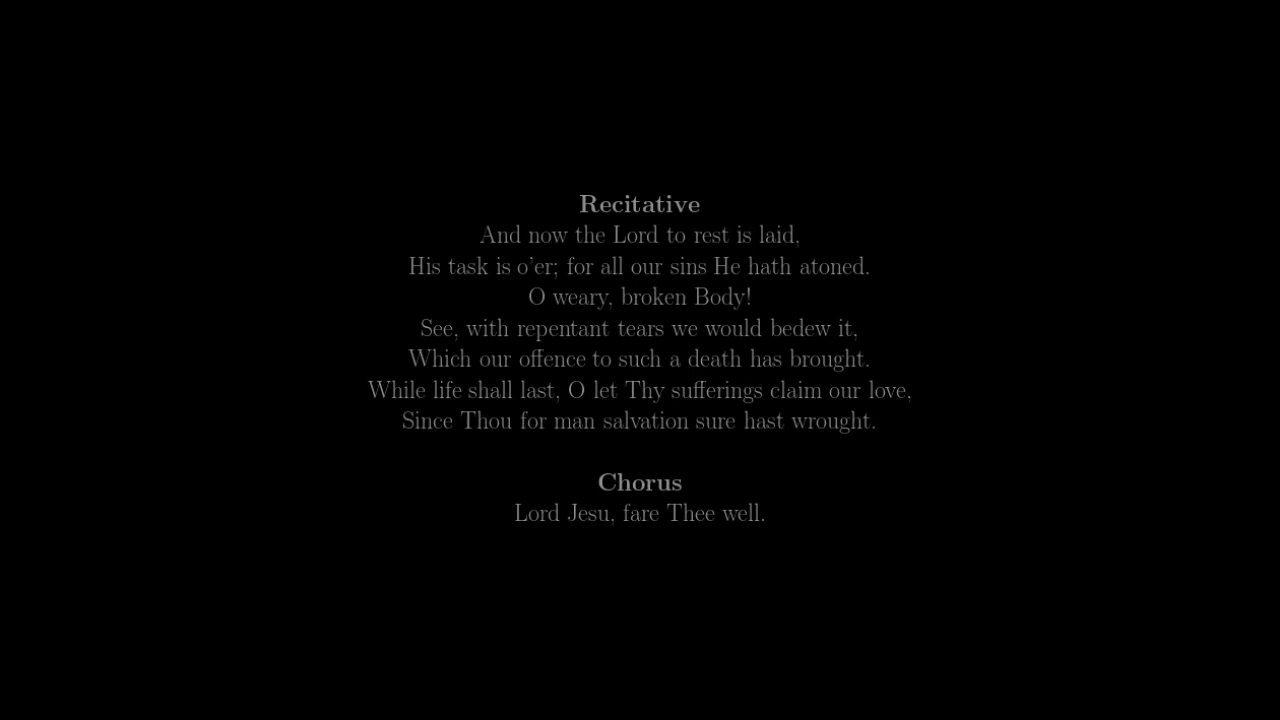 Recitative
And now the Lord to rest is laid,
His task is o'er; for all our sins He hath atoned.
O weary, broken Body!
See, with repentant tears we would bedew it,
Which our offence to such a death has brought.
While life shall last, O let Thy sufferings claim our love,
Since Thou for man salvation sure hast wrought.
Chorus
Lord Jesu, fare Thee well.